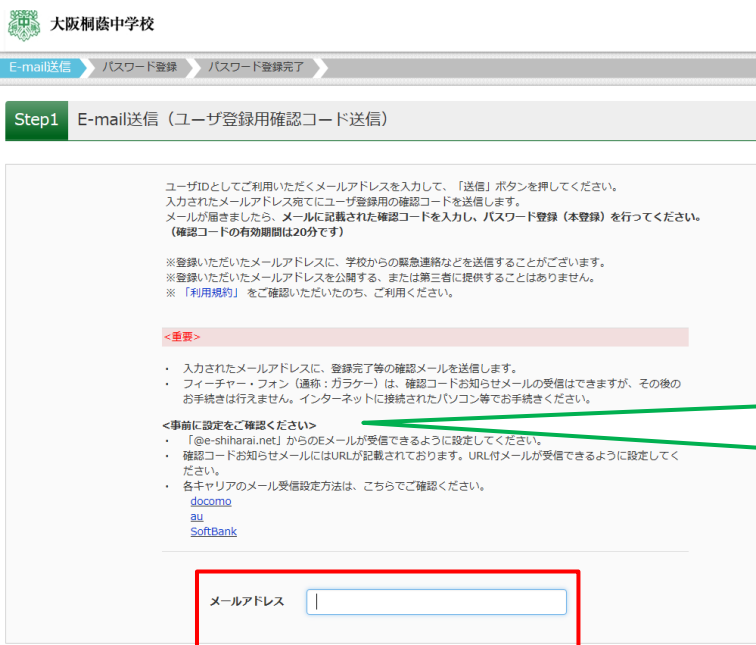 大阪桐蔭中学校
E-mail送信 パスワード登録 パスワード登録完了
Step1 E-mail送信（ユーザ登録用確認コード送信）
ユーザIDとしてご利用いただくメールアドレスを入力して、「送信」ボタンを押してください。
入力されたメールアドレス宛てにユーザ登録用の確認コードを送信します。
メールが届きましたら、メールに記載された確認コードを入力し、パスワード登録（本登録）を行ってください。
（確認コードの有効期間は20分です）
※登録いただいたメールアドレスに、学校からの緊急連絡などを送信することがございます。
※登録いただいたメールアドレスを公開する、または第三者に提供することはありません。
※「利用規約」をご確認いただいたのち、ご利用ください。
<重要>
・ 入力されたメールアドレスに、登録完了等の確認メールを送信します。
・ フィーチャー・フォン（通称：ガラケー）は、確認コードお知らせメールの受信はできますが、その後の
お手続きは行えません。インターネットに接続されたパソコン等でお手続きください。
<事前に設定をご確認ください>
・ 「@e-shiharai.net」からのEメールが受信できるように設定してください。
・ 確認コードお知らせメールにはURLが記載されております。URL付メールが受信できるように設定してく
ださい。
・ 各キャリアのメール受信設定方法は、こちらでご確認ください。
docomo
au
SoftBank
メールアドレス